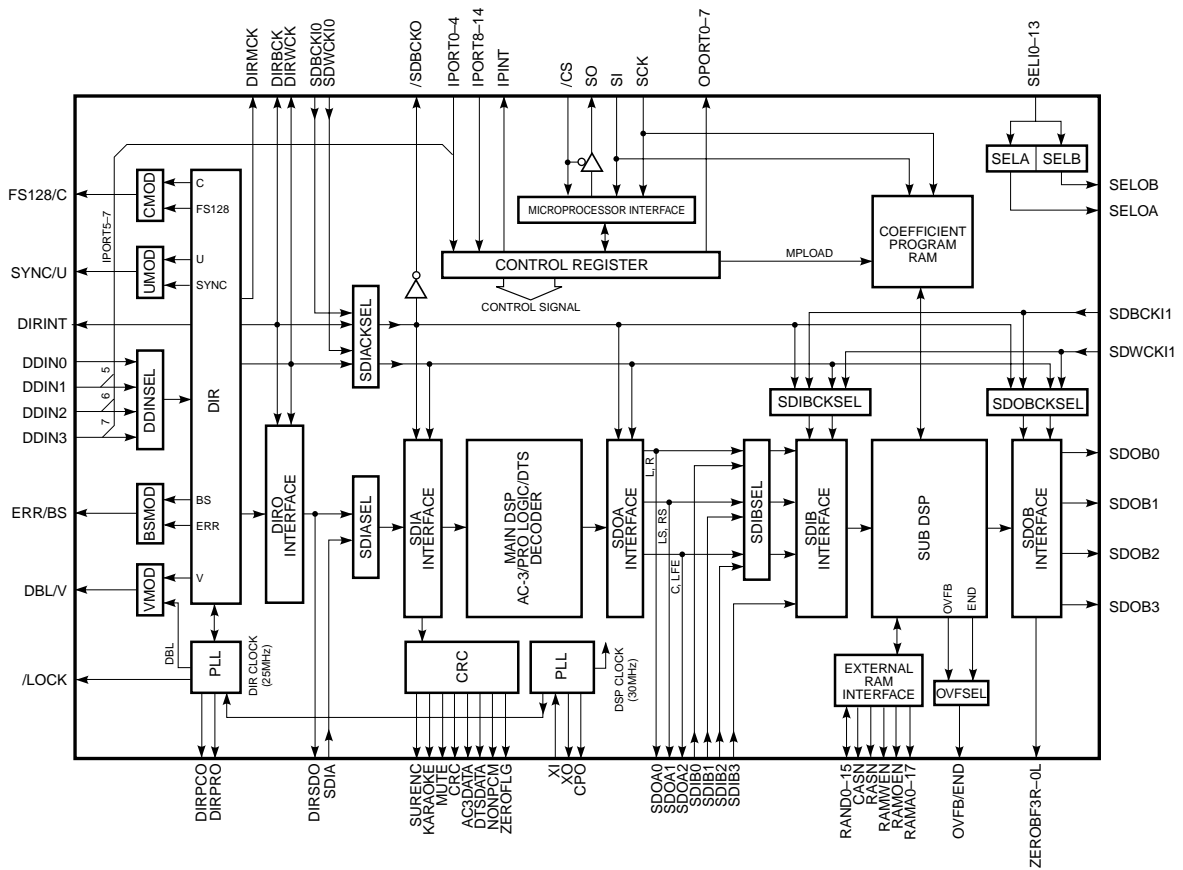 DIRMCK
DIRBCK
DIRWCK
SDBCKI0
SDWCKI0
/SDBCKO
IPORT0–4
IPORT8–14
IPINT
/CS
SO
SI
SCK
OPORT0–7
SELI0–13
FS128/C
SYNC/U
DIRINT
DDIN0
DDIN1
DDIN2
DDIN3
ERR/BS
DBL/V
/LOCK
IPORT5–7
5
6
7
CMOD
UMOD
DDINSEL
BSMOD
VMOD
C
FS128
U
SYNC
DIR
BS
ERR
V
DBL
PLL
DIR CLOCK
(25MHz)
DIRO
INTERFACE
SDIACKSEL
SDIASEL
SDIA
INTERFACE
MICROPROCESSOR INTERFACE
CONTROL REGISTER
CONTROL SIGNAL
MPLOAD
COEFFICIENT
PROGRAM
RAM
SELA
SELB
SELOB
SELOA
SDBCKI1
SDWCKI1
SDIBCKSEL
SDOBCKSEL
MAIN DSP
AC-3/PRO LOGIC/DTS
DECODER
SDOA
INTERFACE
L, R
LS, RS
C, LFE
SDIBSEL
SDIB
INTERFACE
SUB DSP
OVFB
END
SDOB
INTERFACE
SDOB0
SDOB1
SDOB2
SDOB3
CRC
PLL
DSP CLOCK
(30MHz)
EXTERNAL
RAM
INTERFACE
OVFSEL
DIRPCO
DIRPRO
DIRSDO
SDIA
SURENC
KARAOKE
MUTE
CRC
AC3DATA
DTSDATA
NONPCM
ZEROFLG
XI
XO
CPO
SDOA0
SDOA1
SDOA2
SDIB0
SDIB1
SDIB2
SDIB3
RAND0–15
CASN
RASN
RAMWEN
RAMOEN
RAMA0–17
OVFB/END
ZEROBF3R–0L